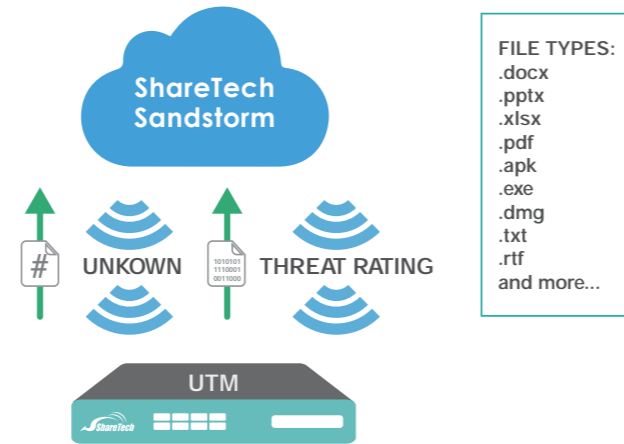 ShareTech
Sandstorm
#
UNKOWN
1010101
1110001
0011000
THREAT RATING
UTM
ShareTech
FILE TYPES:
.docx
.pptx
.xlsx
.pdf
.apk
.exe
.dmg
.txt
.rtf
and more...